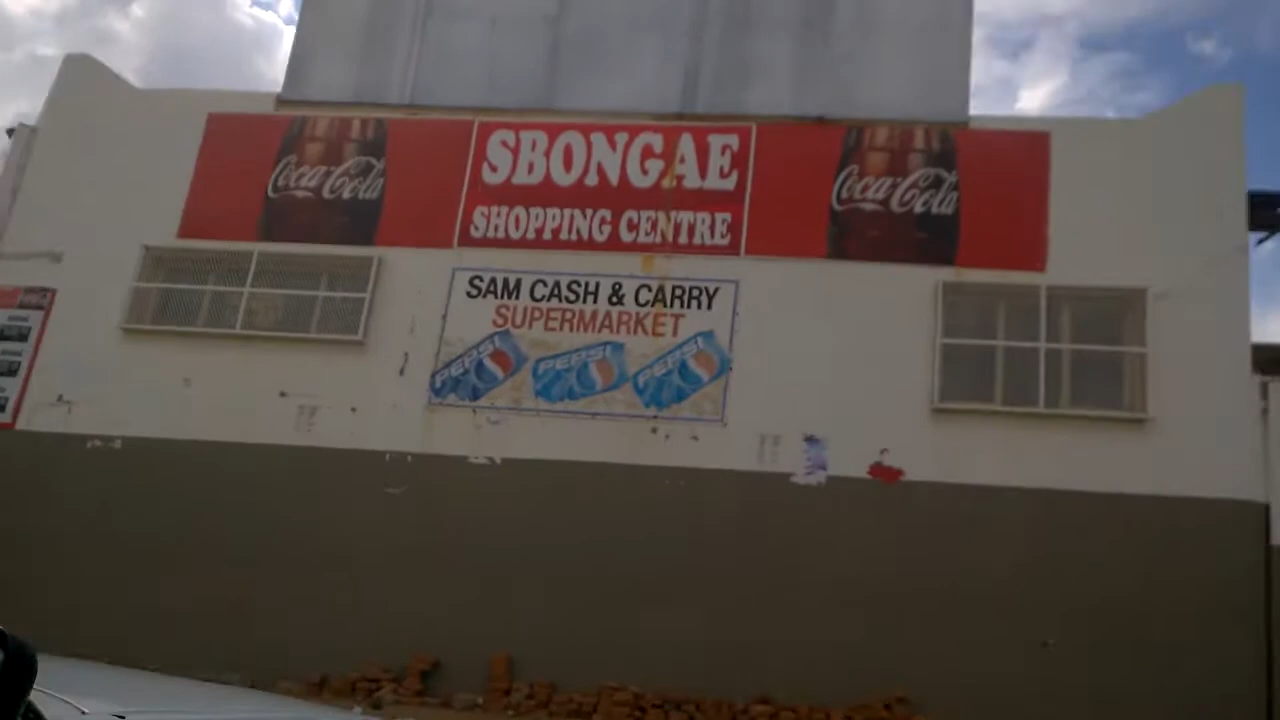 Coca-Cola
SBONGAE
SHOPPING CENTRE
Coca-Cola
SAM CASH & CARRY
SUPERMARKET
PEPSI
PEPSI
PEPSI